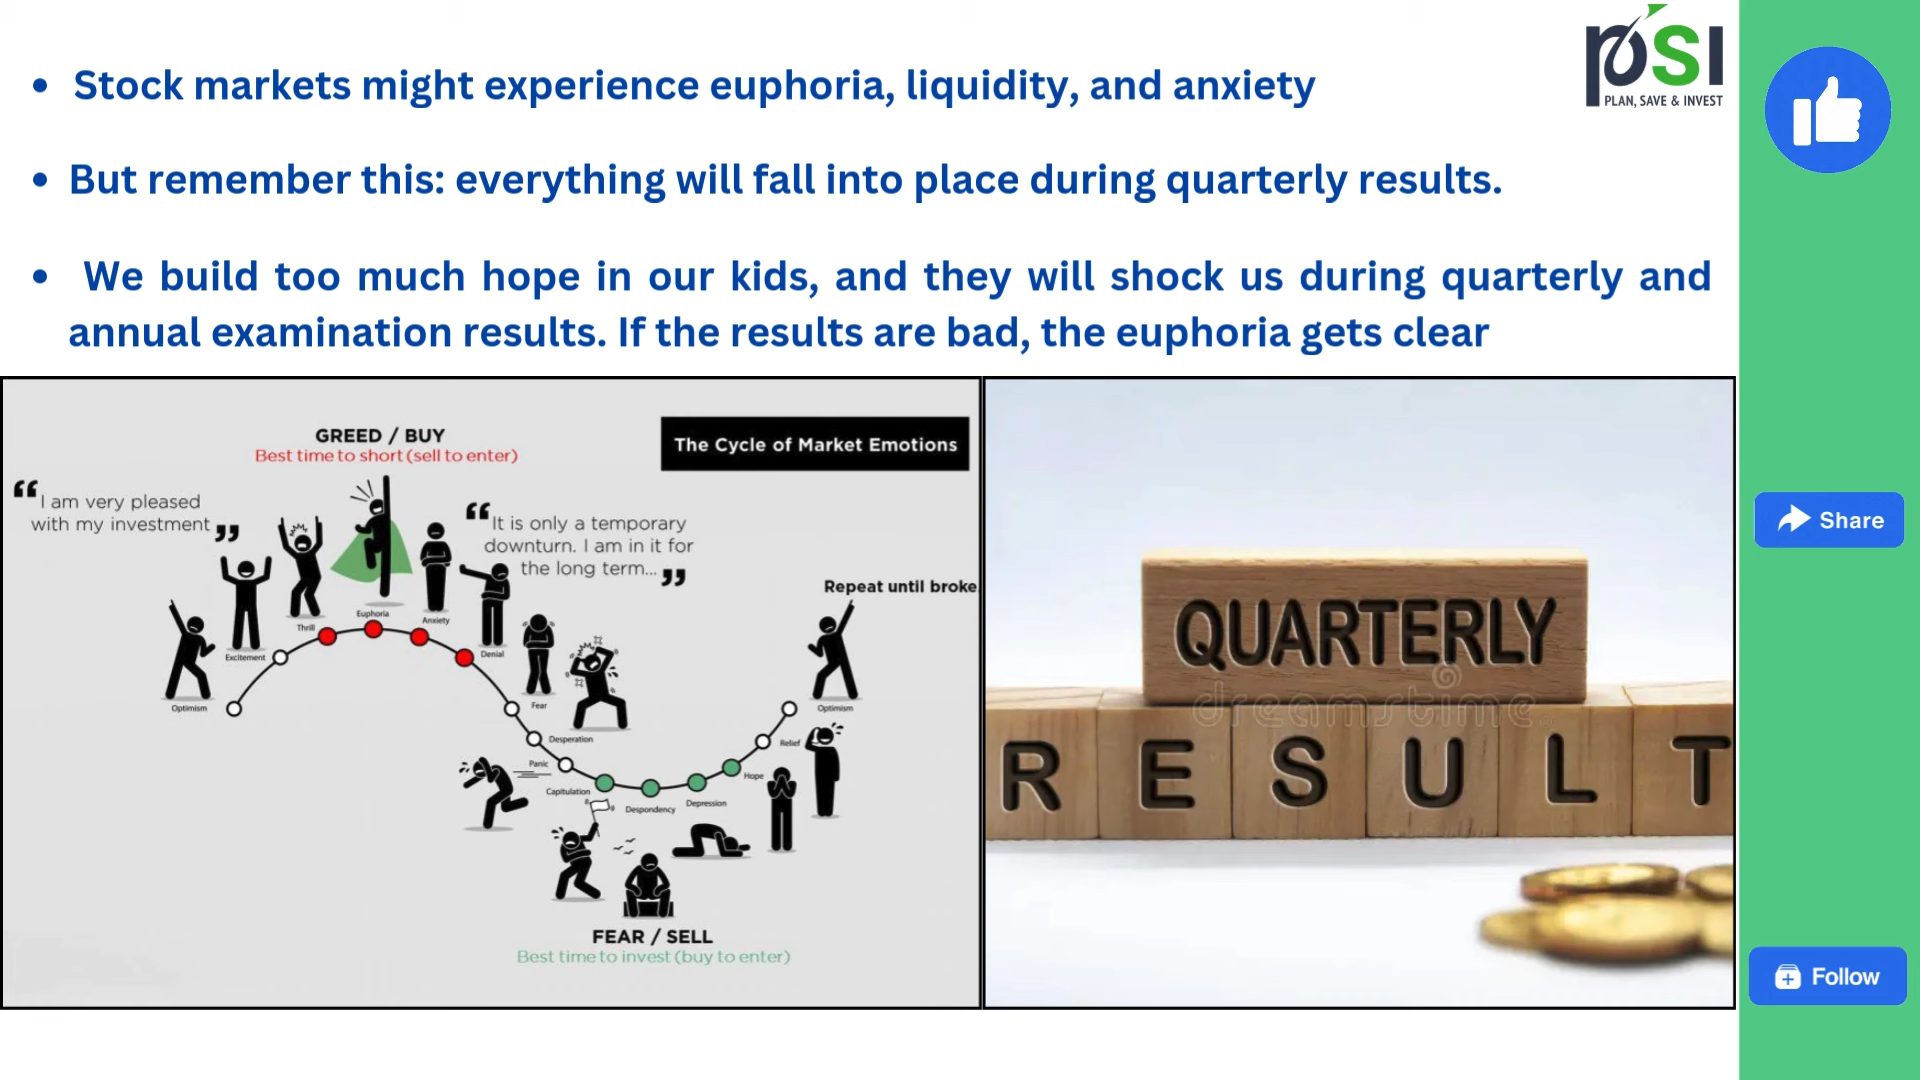 • Stock markets might experience euphoria, liquidity, and anxiety
• But remember this: everything will fall into place during quarterly results.
• We build too much hope in our kids, and they will shock us during quarterly and
annual examination results. If the results are bad, the euphoria gets clear
pSI
PLAN, SAVE & INVEST
Share
Follow
The Cycle of Market Emotions
GREED / BUY
Best time to short (sell to enter)
“I am very pleased
with my investment”
“It is only a temporary
downturn. I am in it for
the long term...”
Repeat until broke
Optimism
Excitement
Thrill
Euphoria
Anxiety
Denial
Fear
Desperation
Panic
Capitulation
Despondency
Depression
Hope
Relief
Optimism
FEAR / SELL
Best time to invest (buy to enter)
QUARTERLY
RESULT
dreamstime